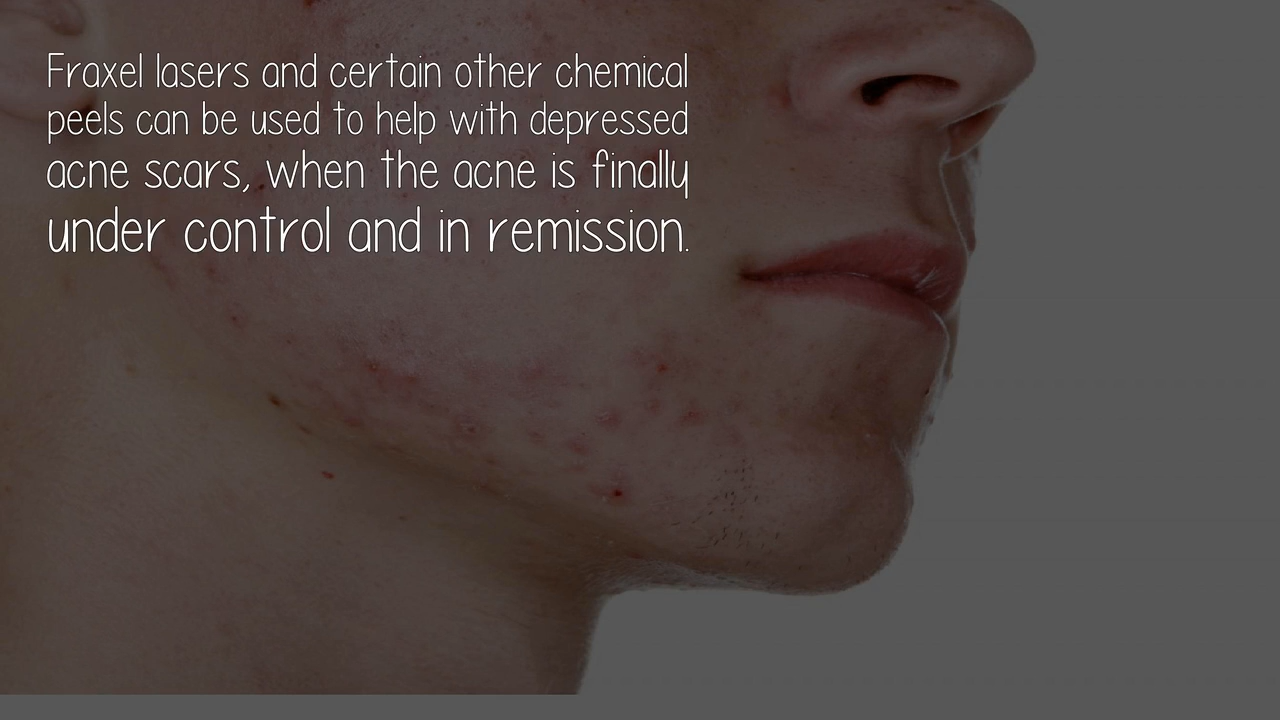 Fraxel lasers and certain other chemical
peels can be used to help with depressed
acne scars, when the acne is finally
under control and in remission.